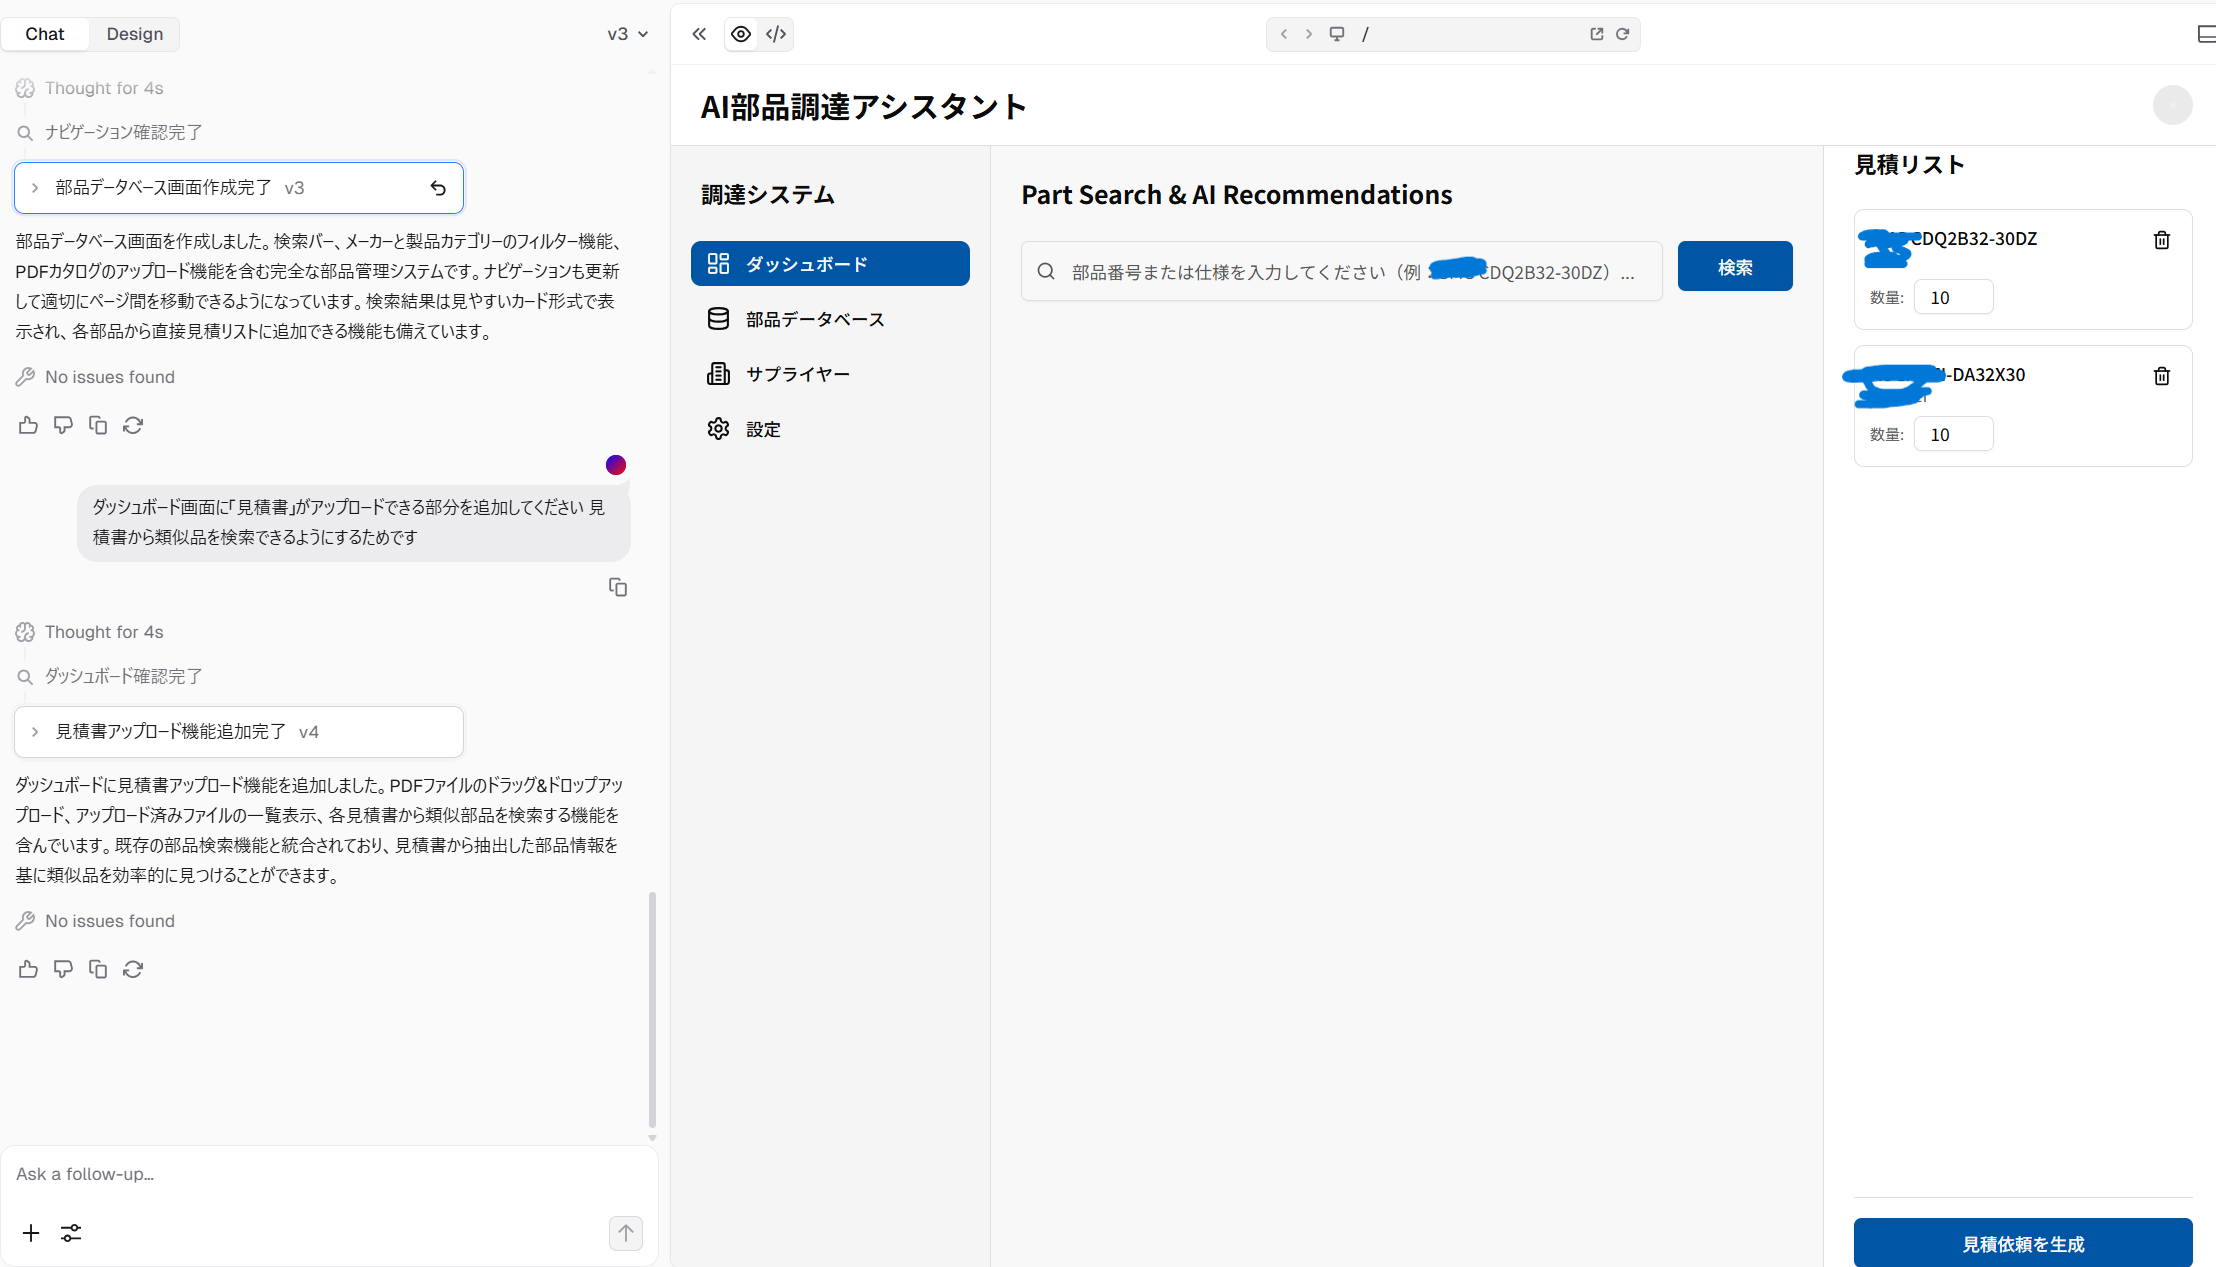 Chat
Design
v3
Thought for 4s
ナビゲーション確認完了
部品データベース画面作成完了 v3
部品データベース画面を作成しました。検索バー、メーカーと製品カテゴリーのフィルター機能、
PDFカタログのアップロード機能を含む完全な部品管理システムです。ナビゲーションも更新
して適切にページ間を移動できるようになっています。検索結果は見やすいカード形式で表
示され、各部品から直接見積リストに追加できる機能も備えています。
No issues found
ダッシュボード画面に「見積書」がアップロードできる部分を追加してください 見
積書から類似品を検索できるようにするためです
Thought for 4s
ダッシュボード確認完了
見積書アップロード機能追加完了 v4
ダッシュボードに見積書アップロード機能を追加しました。PDFファイルのドラッグ&ドロップアッ
プロード、アップロード済みファイルの一覧表示、各見積書から類似部品を検索する機能を
含んでいます。既存の部品検索機能と統合されており、見積書から抽出した部品情報を
基に類似品を効率的に見つけることができます。
No issues found
Ask a follow-up...
/
AI部品調達アシスタント
調達システム
ダッシュボード
部品データベース
サプライヤー
設定
Part Search & AI Recommendations
部品番号または仕様を入力してください（例： CDQ2B32-30DZ）...
検索
見積リスト
CDQ2B32-30DZ
数量: 10
-DA32X30
数量: 10
見積依頼を生成